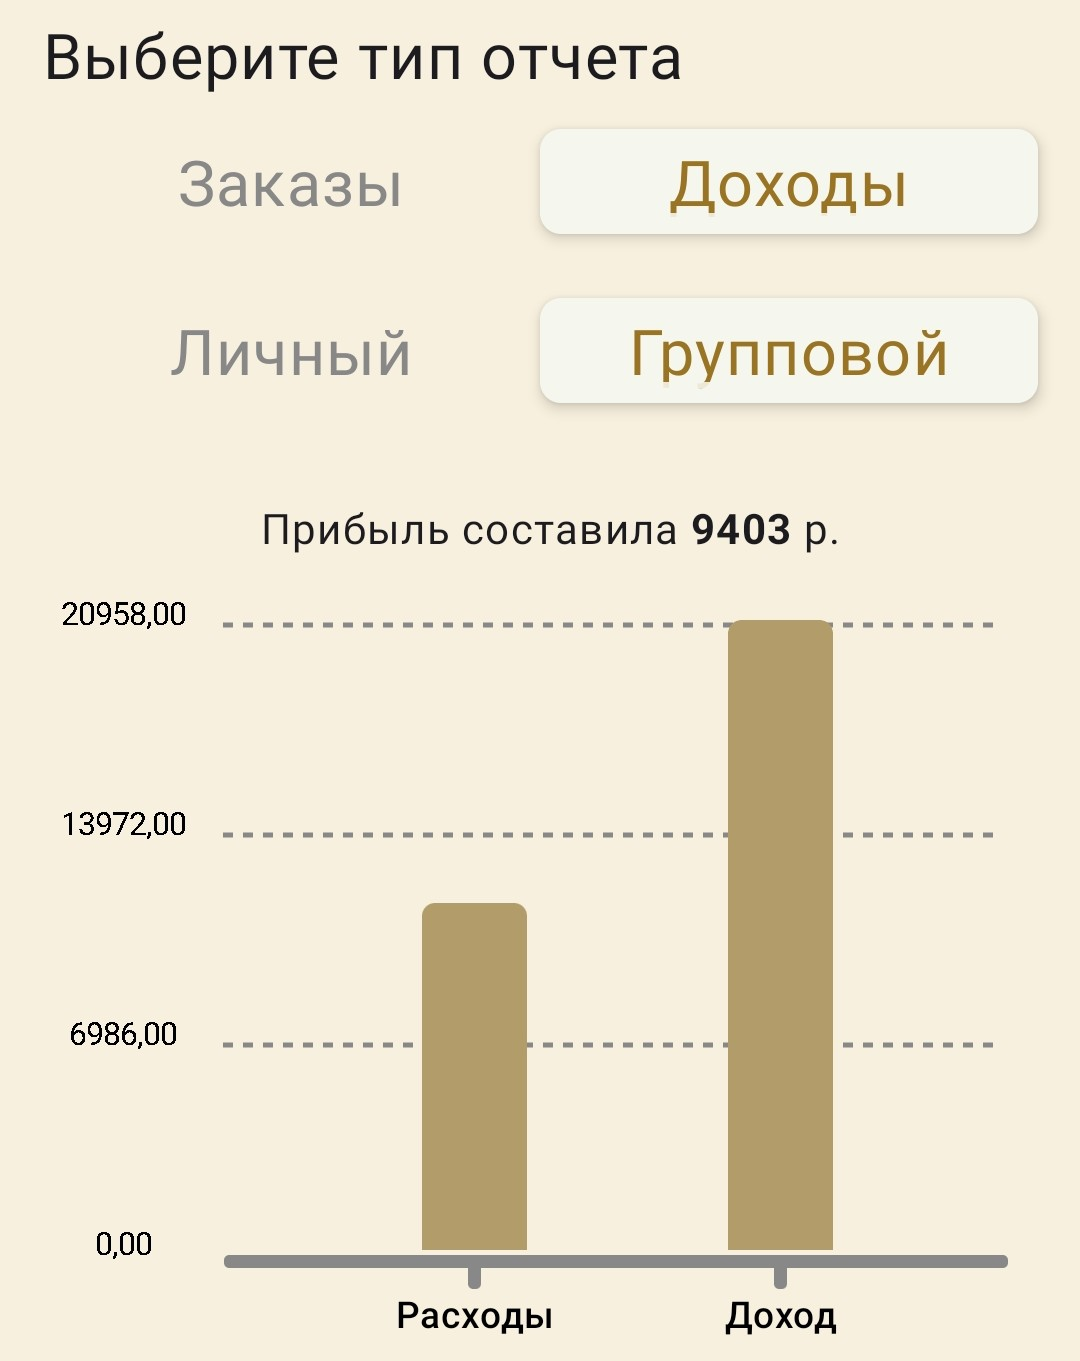 Выберите тип отчета
Заказы
Доходы
Личный
Групповой
Прибыль составила 9403 р.
20958,00
13972,00
6986,00
0,00
Расходы
Доход